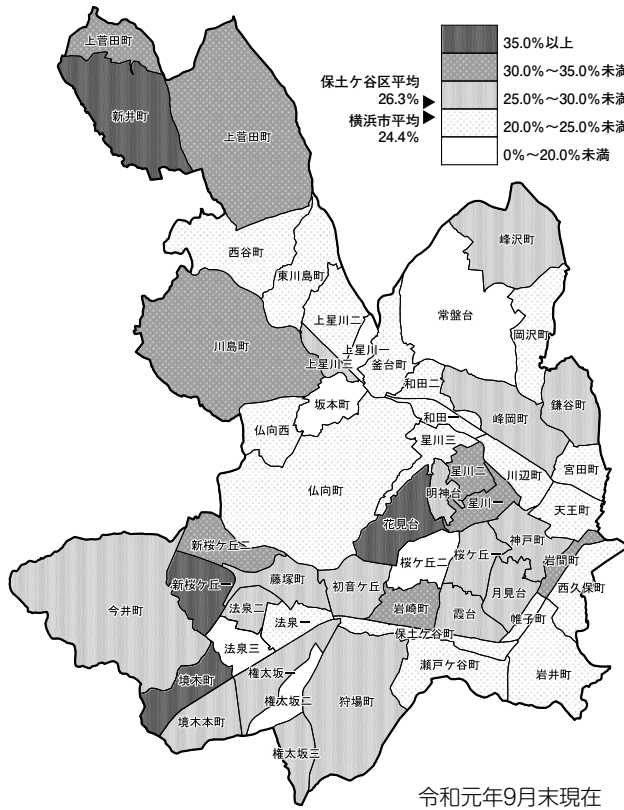 上菅田町
新井町
上菅田町
保土ケ谷区平均
26.3%
横浜市平均
24.4%
35.0%以上
30.0%~35.0%未満
25.0%~30.0%未満
20.0%~25.0%未満
0%~20.0%未満
西谷町
東川島町
峰沢町
常盤台
岡沢町
上星川二
上星川一
上星川三
川島町
釜台町
和田二
坂本町
和田一
峰岡町
鎌谷町
仏向西
星川三
仏向町
星川二
川辺町
宮田町
明神台
星川一
天王町
花見台
神戸町
新桜ケ丘二
桜ケ丘二
桜ケ丘一
岩間町
新桜ケ丘一
藤塚町
初音ケ丘
月見台
西久保町
今井町
法泉二
岩崎町
霞台
法泉一
帷子町
保土ケ谷町
法泉三
瀬戸ケ谷町
岩井町
権太坂一
境木町
権太坂二
狩場町
境木本町
権太坂三
令和元年9月末現在